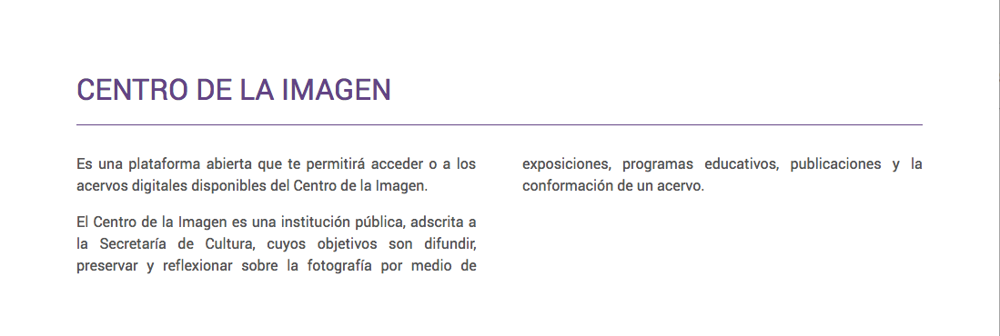 CENTRO DE LA IMAGEN
Es una plataforma abierta que te permitirá acceder o a los
acervos digitales disponibles del Centro de la Imagen.
El Centro de la Imagen es una institución pública, adscrita a
la Secretaría de Cultura, cuyos objetivos son difundir,
preservar y reflexionar sobre la fotografía por medio de
exposiciones, programas educativos, publicaciones y la
conformación de un acervo.